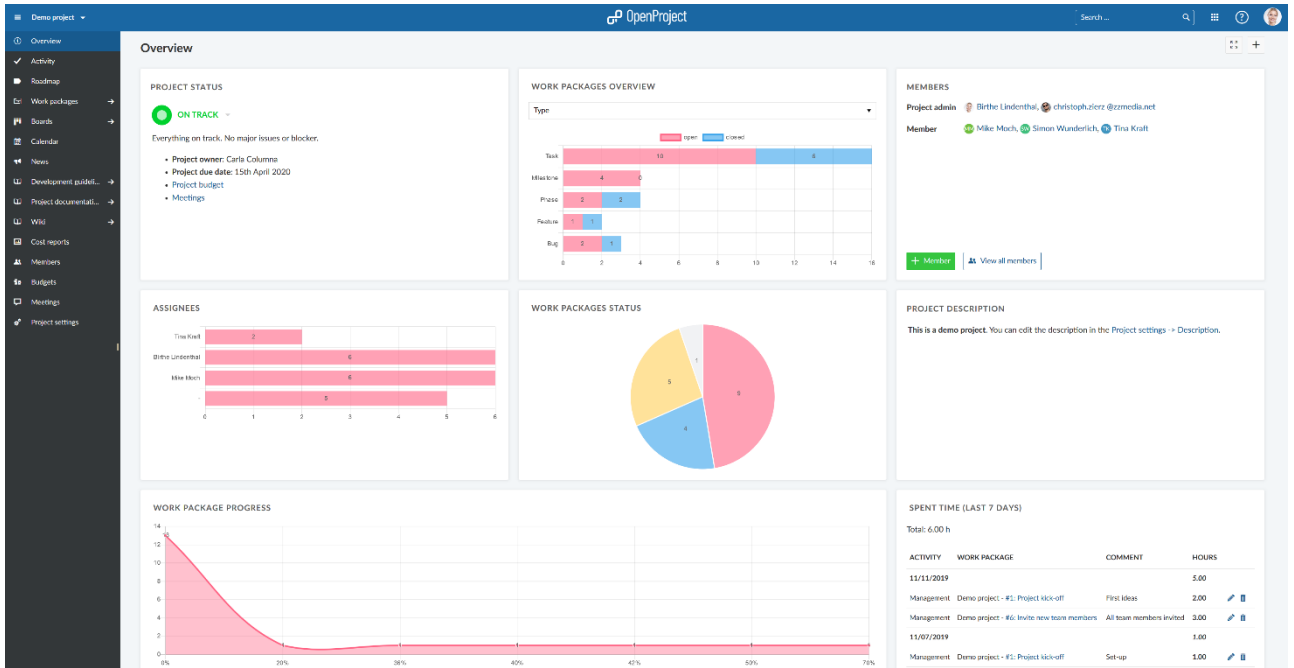 Demo project
OpenProject
Search ...
Overview
Activity
Roadmap
Work packages
Boards
Calendar
News
Development guideli...
Project documentati...
Wiki
Cost reports
Members
Budgets
Meetings
Project settings
Overview
PROJECT STATUS
ON TRACK
Everything on track. No major issues or blocker.
• Project owner: Carla Columna
• Project due date: 15th April 2020
• Project budget
• Meetings
WORK PACKAGES OVERVIEW
Type
open closed
Task 10 6
Milestone 4 0
Phase 2 2
Feature 1 1
Bug 2 1
0 2 4 6 8 10 12 14 16
MEMBERS
Project admin Birthe Lindenthal, christoph.zierz @zzmedia.net
Member Mike Moch, Simon Wunderlich, Tina Kraft
+ Member View all members
ASSIGNEES
Tina Kraft 2
Birthe Lindenthal 6
Mike Moch 6
- 5
0 1 2 3 4 5 6
WORK PACKAGES STATUS
1
5
9
4
PROJECT DESCRIPTION
This is a demo project. You can edit the description in the Project settings -> Description.
WORK PACKAGE PROGRESS
14
12
10
8
6
4
2
0
0% 20% 36% 40% 42% 50% 70%
SPENT TIME (LAST 7 DAYS)
Total: 6.00 h
ACTIVITY WORK PACKAGE COMMENT HOURS
11/11/2019 5.00
Management Demo project - #1: Project kick-off First ideas 2.00
Management Demo project - #6: Invite new team members All team members invited 3.00
11/07/2019 1.00
Management Demo project - #1: Project kick-off Set-up 1.00